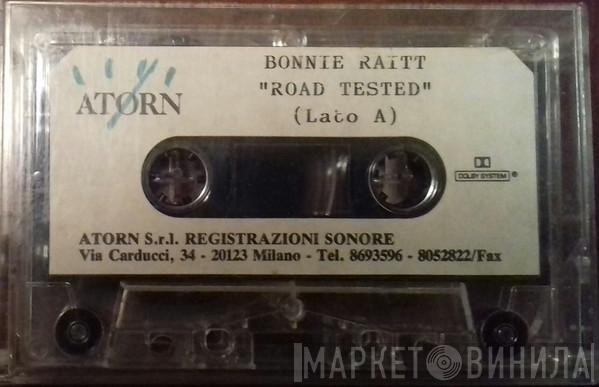 BONNIE RAITT
"ROAD TESTED"
(Lato A)
ATORN
DOLBY SYSTEM ®
ATORN S.r.l. REGISTRAZIONI SONORE
Via Carducci, 34 - 20123 Milano - Tel. 8693596 - 8052822/Fax
МАРКЕТ ВИНИЛА